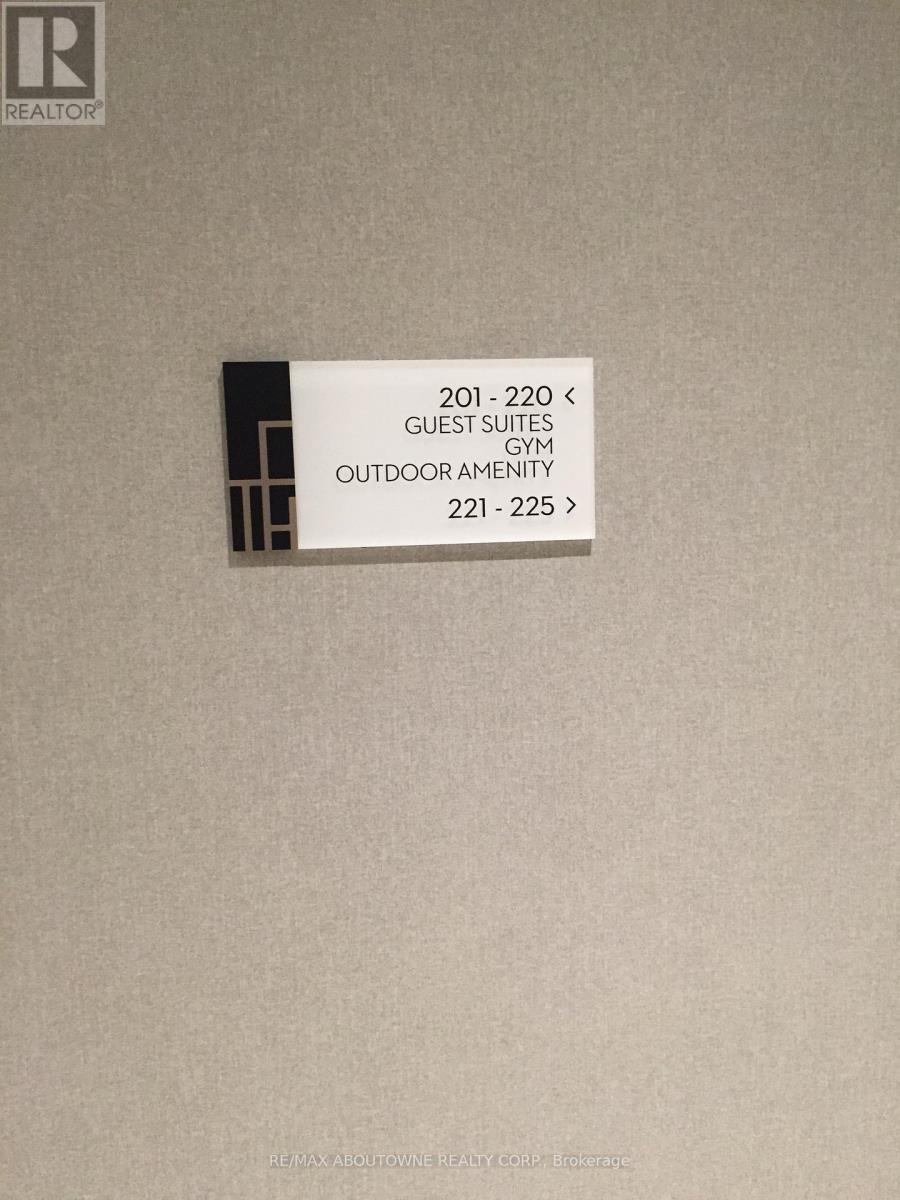 REALTOR®
201 - 220 <
GUEST SUITES
GYM
OUTDOOR AMENITY
221 - 225 >
RE/MAX ABOUTOWNE REALTY CORP., Brokerage